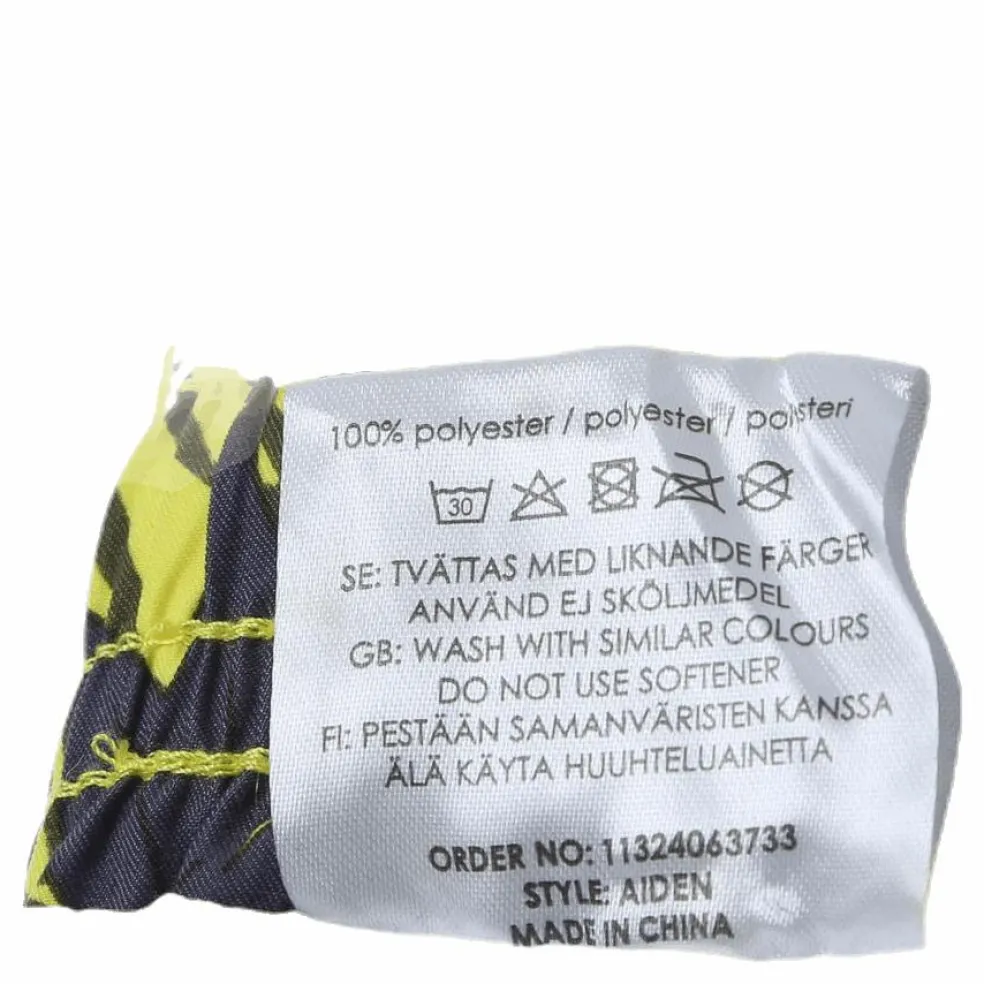 100% polyester / polyester / polysteri
30
SE: TVÄTTAS MED LIKNANDE FÄRGER
ANVÄND EJ SKÖLJMEDEL
GB: WASH WITH SIMILAR COLOURS
DO NOT USE SOFTENER
FI: PESTÄÄN SAMANVÄRISTEN KANSSA
ÄLÄ KÄYTA HUUHTELUAINETTA
ORDER NO: 11324063733
STYLE: AIDEN
MADE IN CHINA